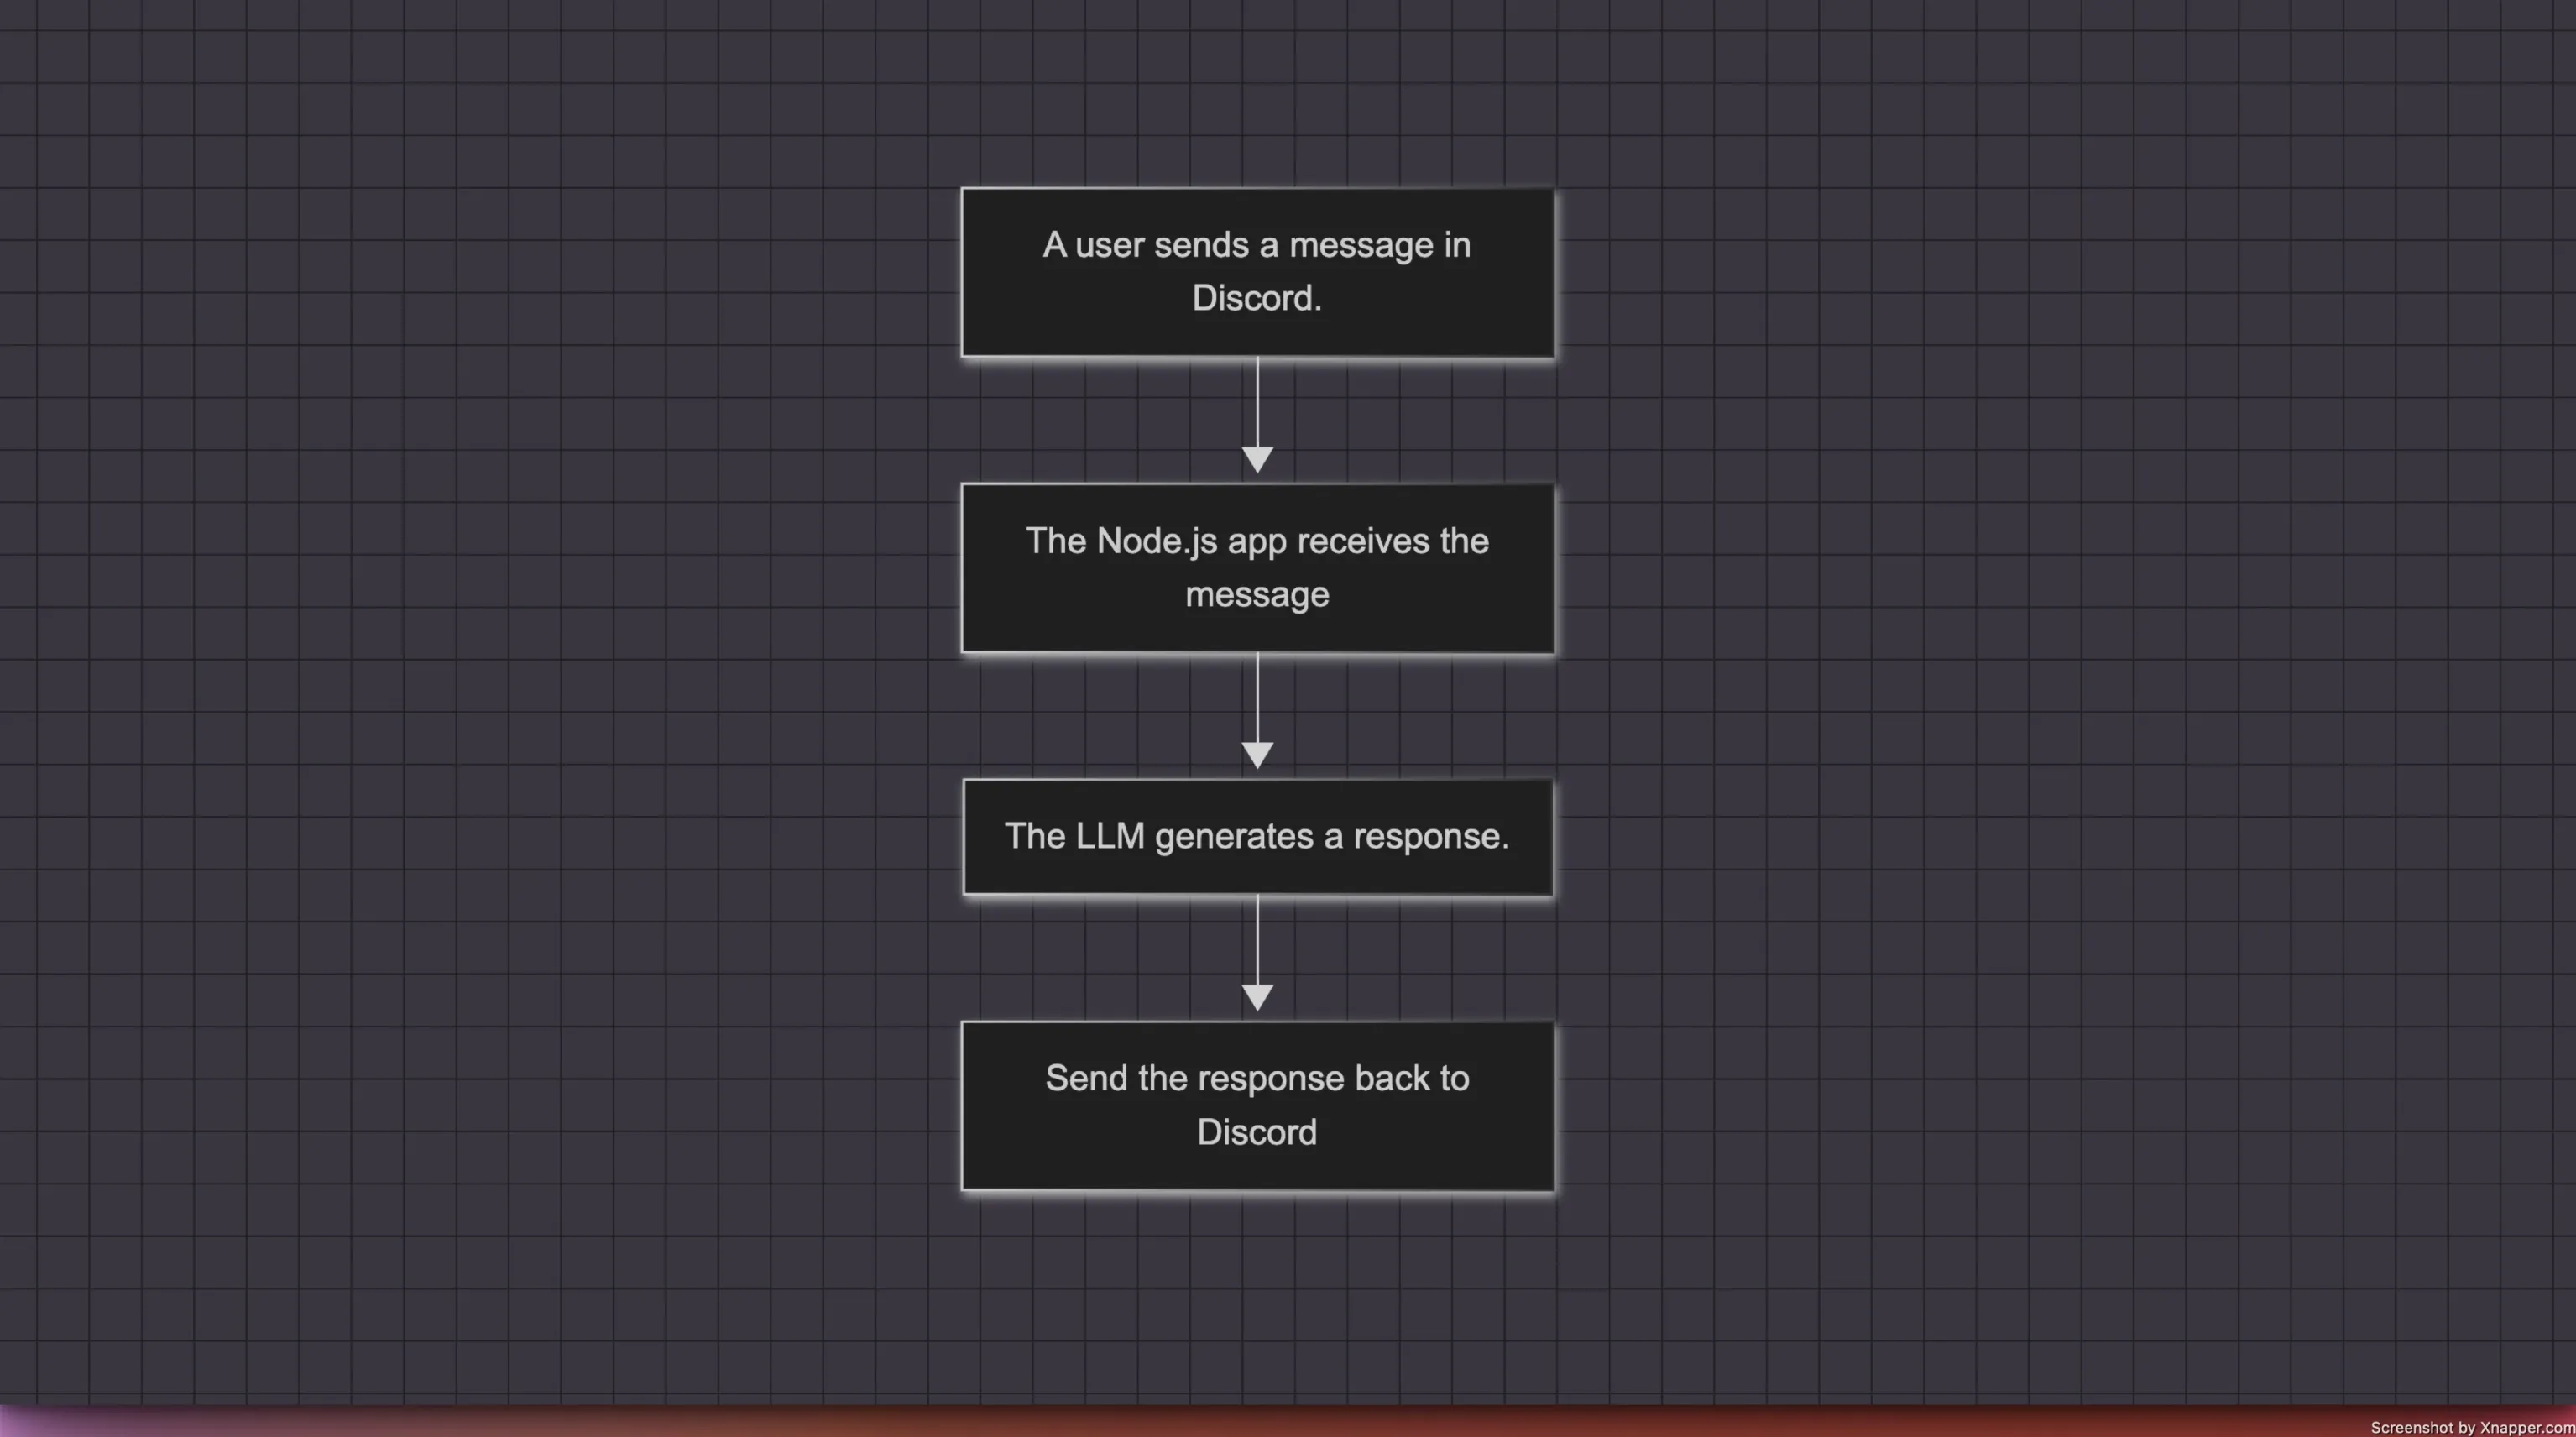 A user sends a message in
Discord.
The Node.js app receives the
message
The LLM generates a response.
Send the response back to
Discord
Screenshot by Xnapper.com